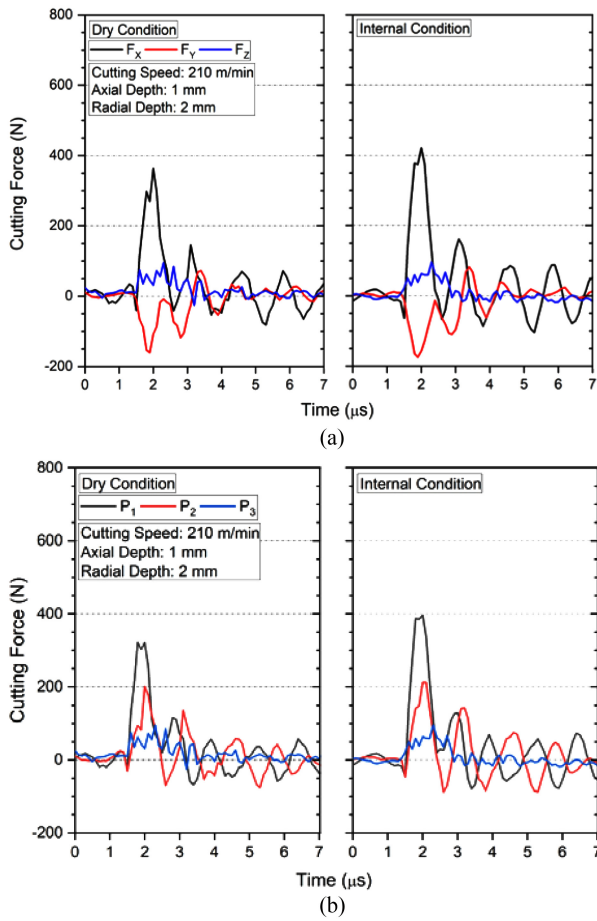 Dry Condition
F_X F_Y F_Z
Cutting Speed: 210 m/min
Axial Depth: 1 mm
Radial Depth: 2 mm
Internal Condition
Cutting Force (N)
800
600
400
200
0
-200
0 1 2 3 4 5 6 7
0 1 2 3 4 5 6 7
Time (μs)
(a)
Dry Condition
P_1 P_2 P_3
Cutting Speed: 210 m/min
Axial Depth: 1 mm
Radial Depth: 2 mm
Internal Condition
Cutting Force (N)
800
600
400
200
0
-200
0 1 2 3 4 5 6 7
0 1 2 3 4 5 6 7
Time (μs)
(b)